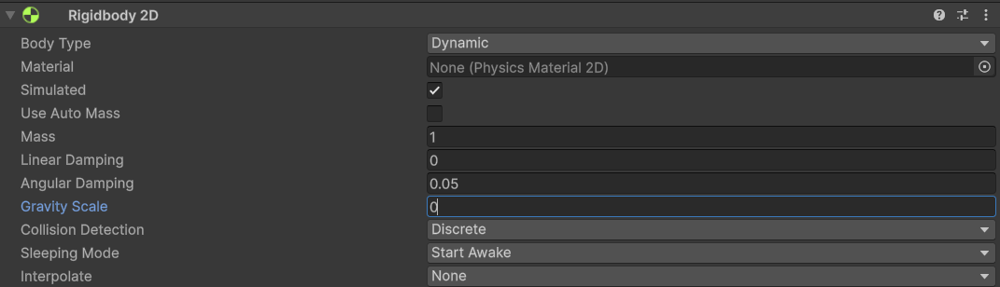 Rigidbody 2D
Body Type Dynamic
Material None (Physics Material 2D)
Simulated
Use Auto Mass
Mass 1
Linear Damping 0
Angular Damping 0.05
Gravity Scale 0
Collision Detection Discrete
Sleeping Mode Start Awake
Interpolate None